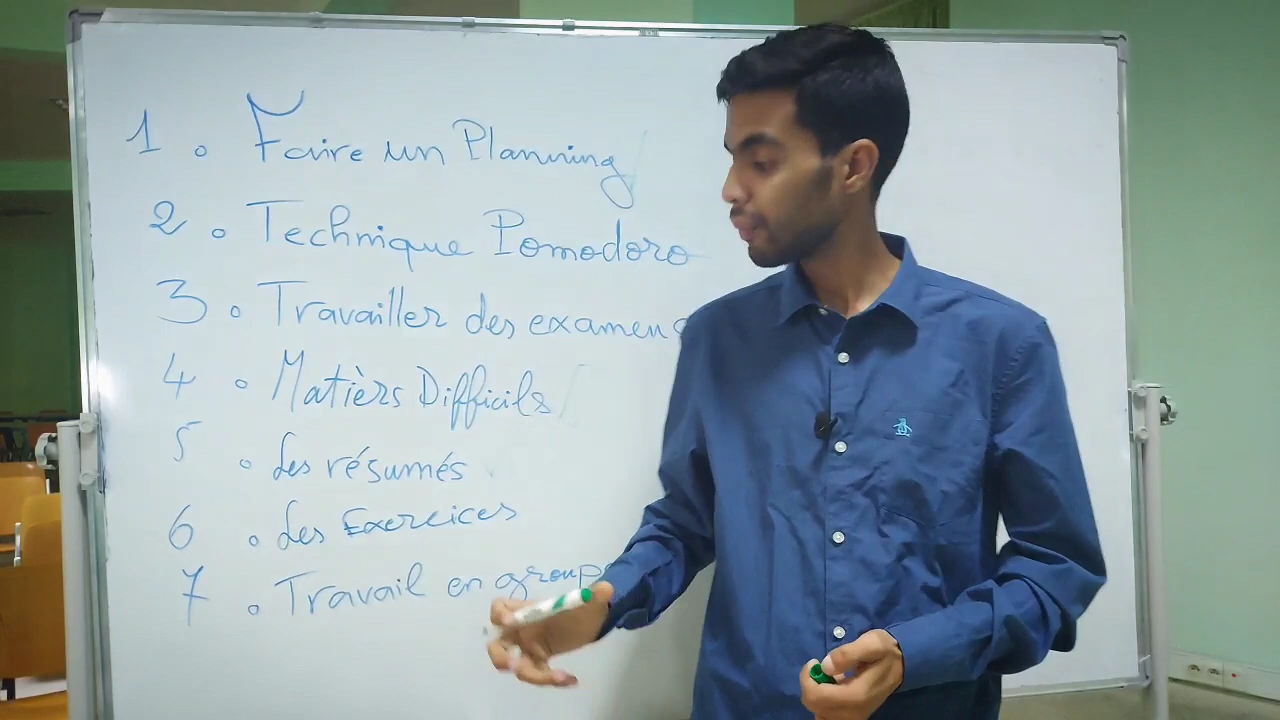 1 . Faire un Planning
2 . Technique Pomodoro
3 . Travailler des examen
4 . Matièrs Difficils
5 . Les résumés
6 . Les Exercices
7 . Travail en groupe